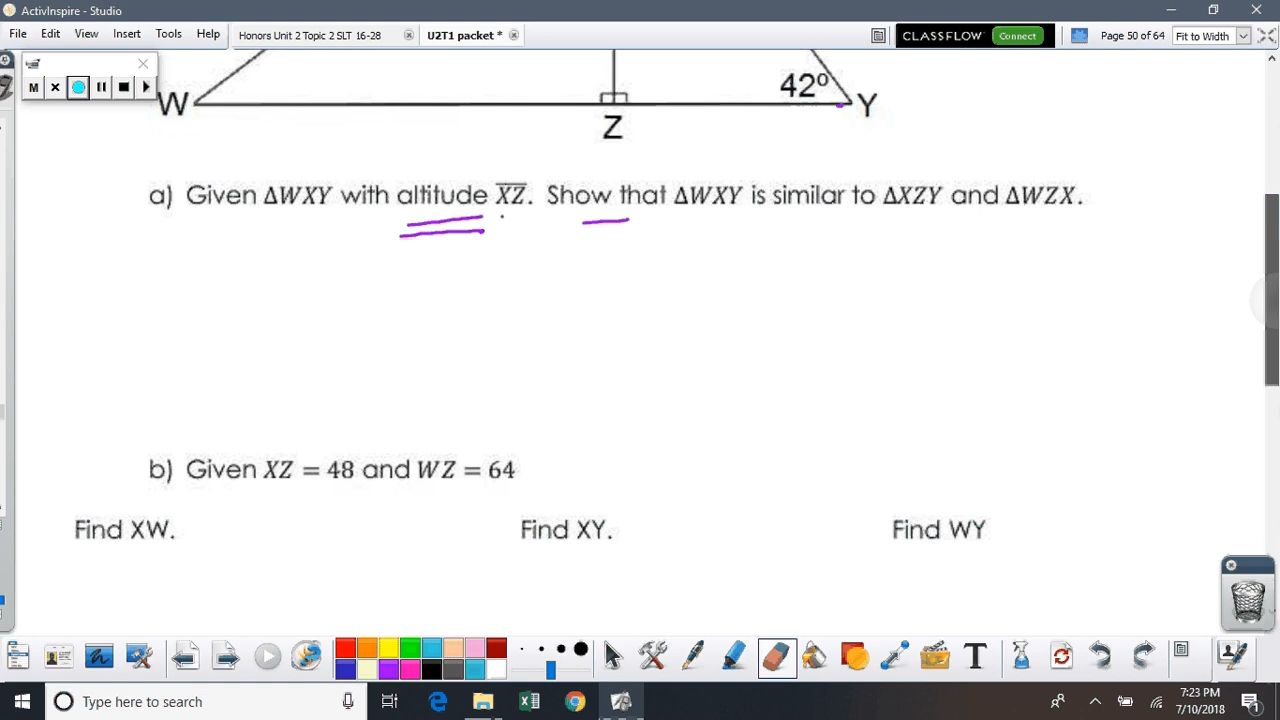 ActivInspire - Studio
File Edit View Insert Tools Help
Honors Unit 2 Topic 2 SLT 16-28
U2T1 packet *
CLASSFLOW Connect
Page 50 of 64
Fit to Width
M
W
Z
42º
Y
a) Given ΔWXY with altitude X̅Z̅. Show that ΔWXY is similar to ΔXZY and ΔWZX.
b) Given XZ = 48 and WZ = 64
Find XW.
Find XY.
Find WY
T
Type here to search
7:23 PM
7/10/2018
1